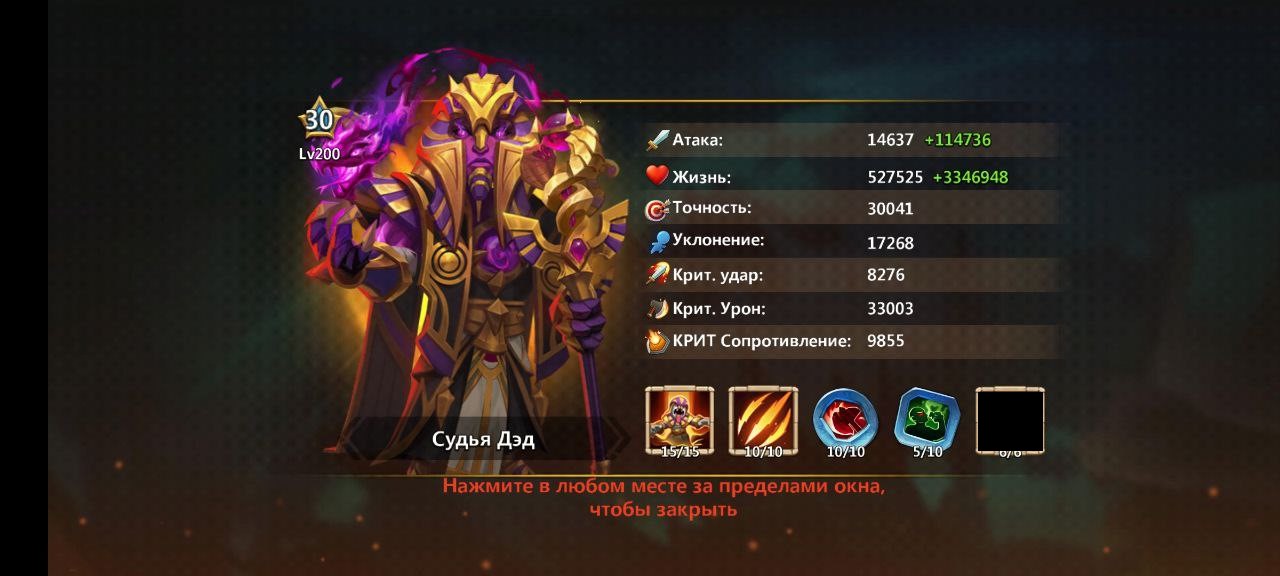 30
Lv200
Атака: 14637 +114736
Жизнь: 527525 +3346948
Точность: 30041
Уклонение: 17268
Крит. удар: 8276
Крит. Урон: 33003
КРИТ Сопротивление: 9855
Судья Дэд
15/15 10/10 10/10 5/10
Нажмите в любом месте за пределами окна,
чтобы закрыть